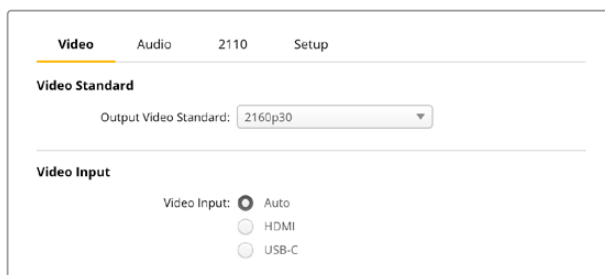 Video Audio 2110 Setup
Video Standard
Output Video Standard: 2160p30
Video Input
Video Input: Auto
HDMI
USB-C